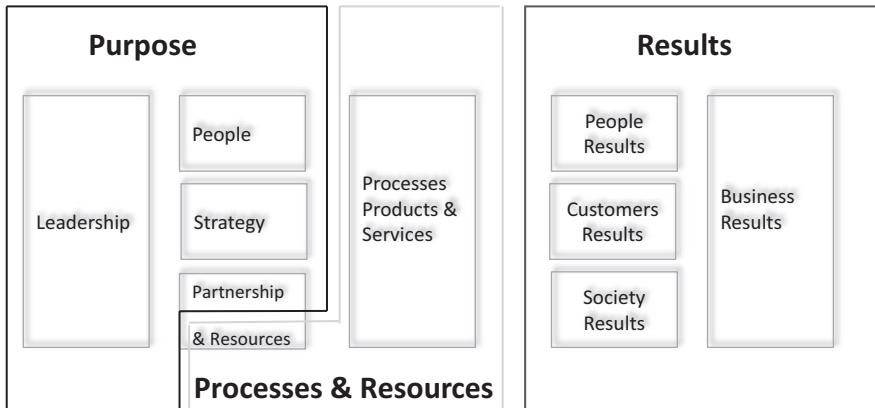 Purpose
Results
Leadership
People
Strategy
Partnership
& Resources
Processes
Products &
Services
Processes & Resources
People
Results
Customers
Results
Society
Results
Business
Results